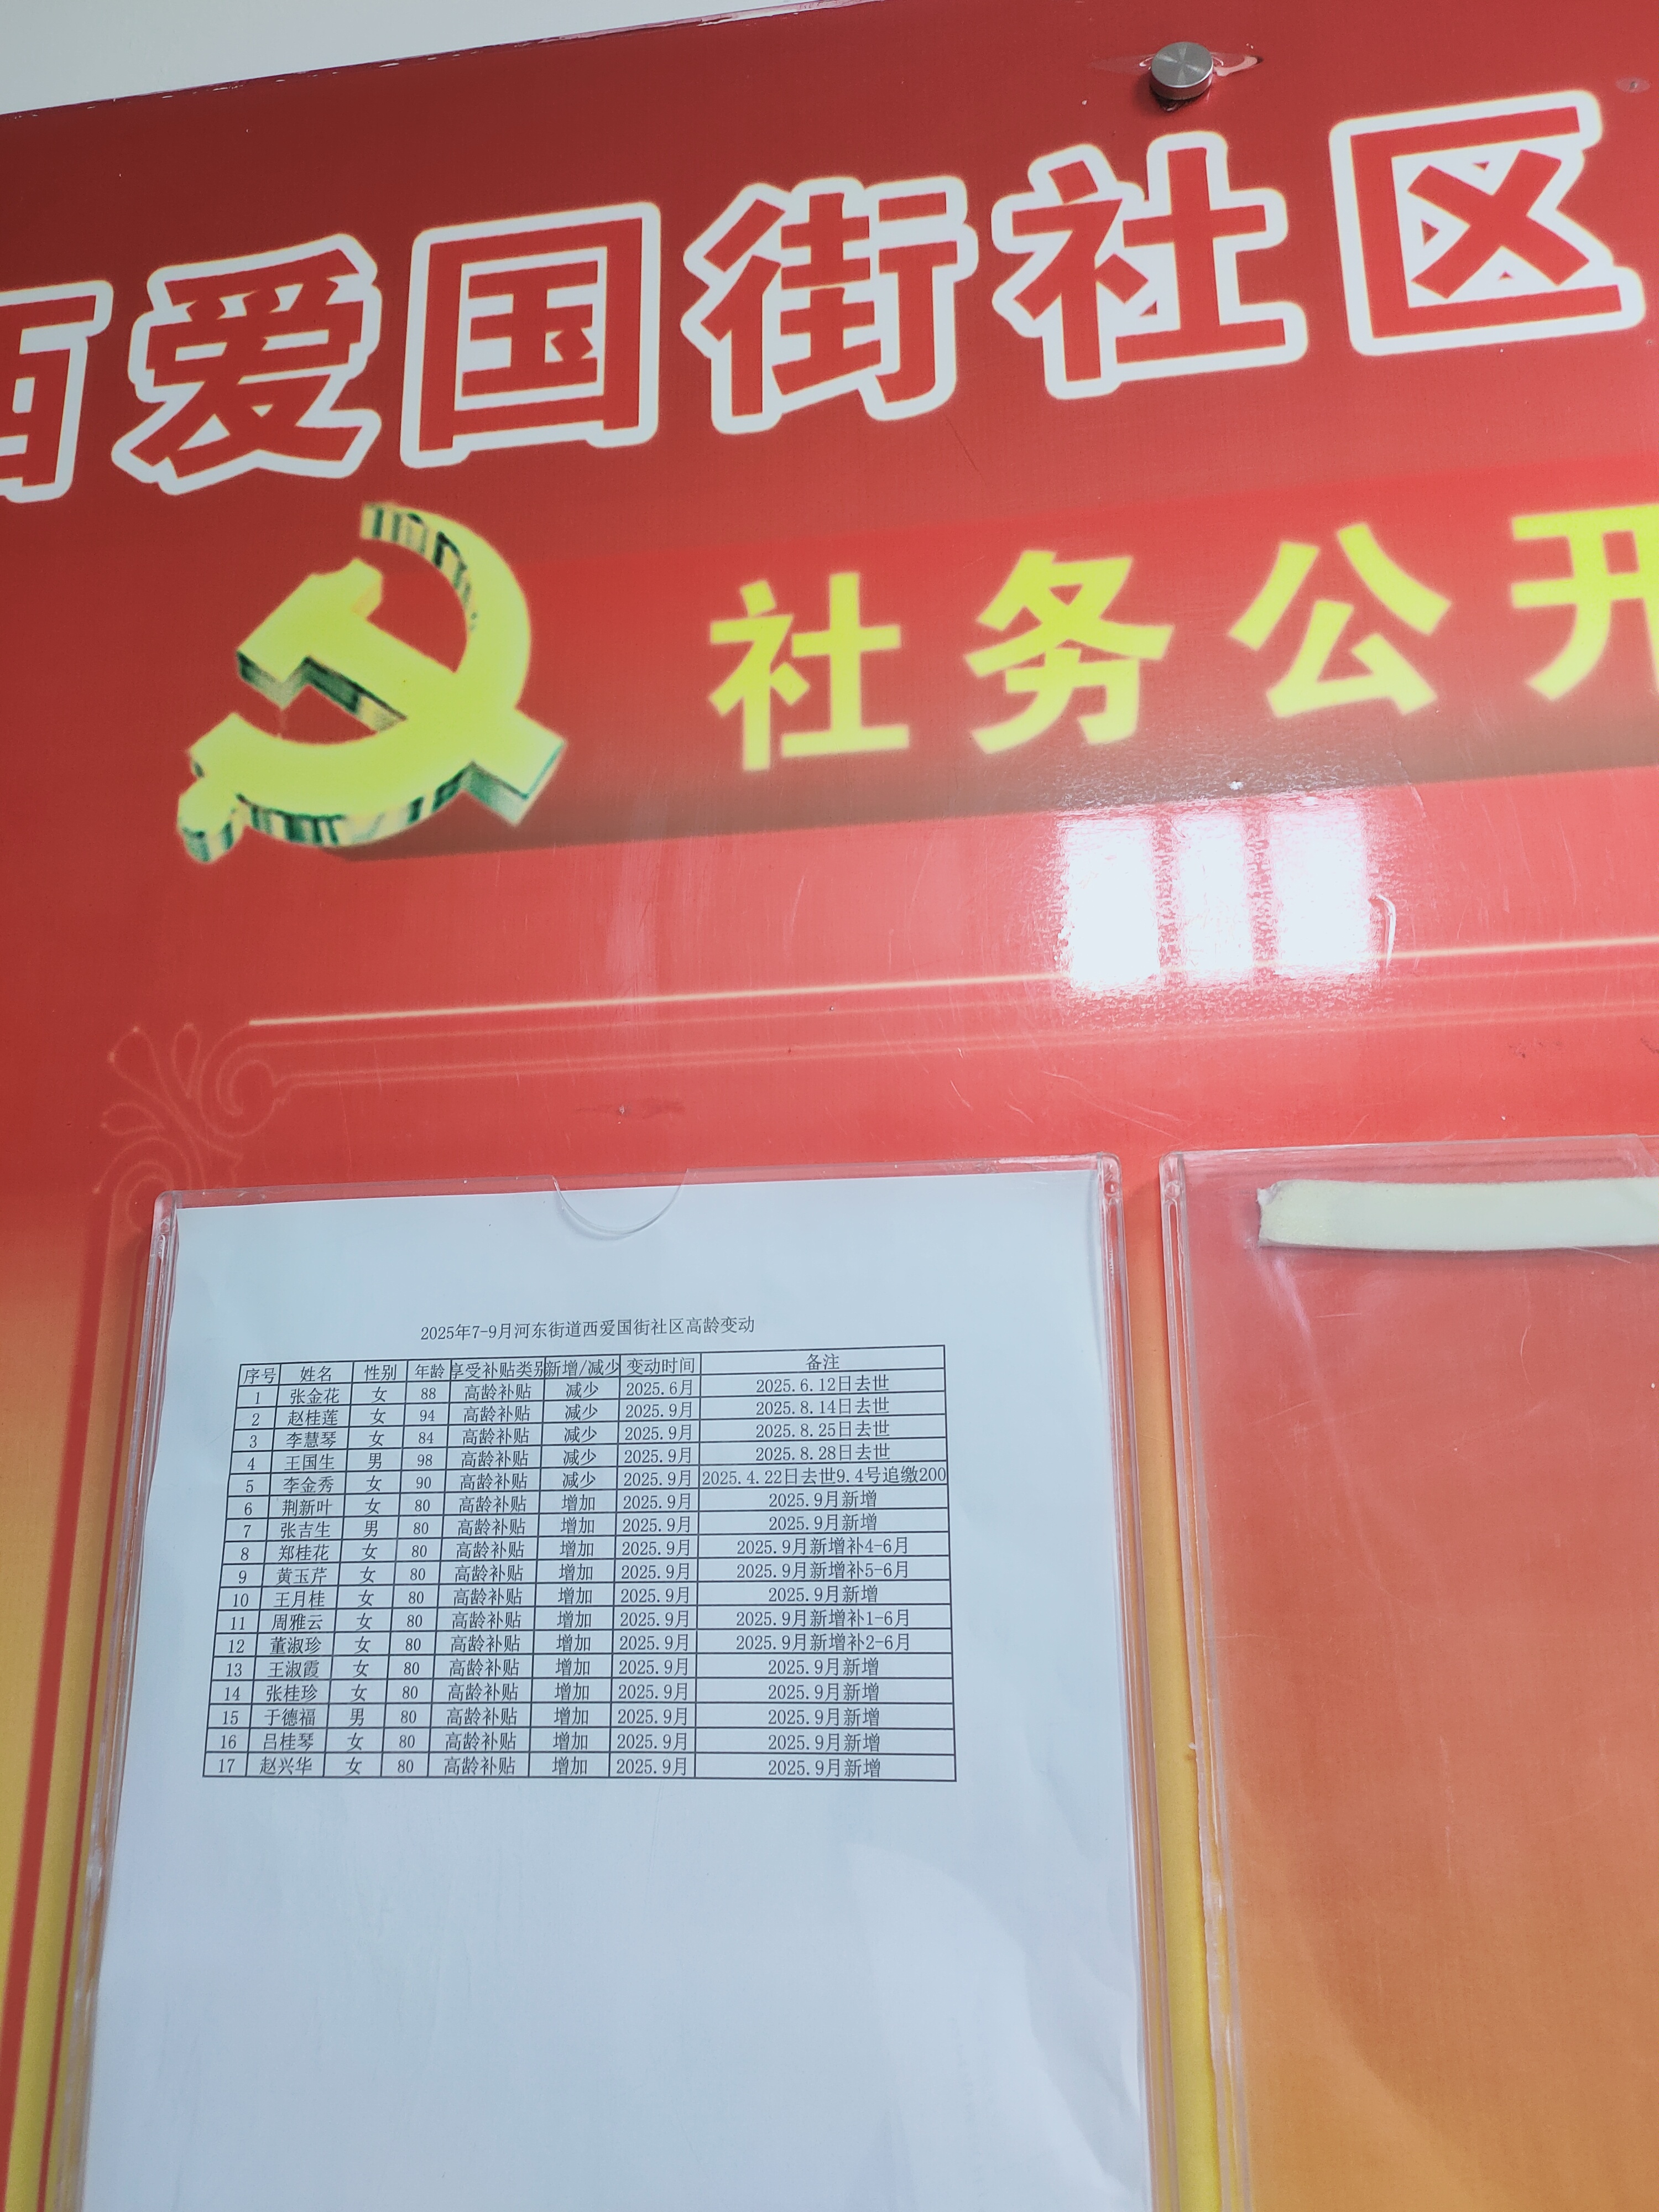 西爱国街社区
社务公开
2025年7-9月河东街道西爱国街社区高龄变动
序号 姓名 性别 年龄 享受补贴类别 新增/减少 变动时间 备注
1 张金花 女 88 高龄补贴 减少 2025.6月 2025.6.12日去世
2 赵桂莲 女 94 高龄补贴 减少 2025.9月 2025.8.14日去世
3 李慧琴 女 84 高龄补贴 减少 2025.9月 2025.8.25日去世
4 王国生 男 98 高龄补贴 减少 2025.9月 2025.8.28日去世
5 李金秀 女 90 高龄补贴 减少 2025.9月 2025.4.22日去世9.4号追缴200
6 荆新叶 女 80 高龄补贴 增加 2025.9月 2025.9月新增
7 张吉生 男 80 高龄补贴 增加 2025.9月 2025.9月新增
8 郑桂花 女 80 高龄补贴 增加 2025.9月 2025.9月新增补4-6月
9 黄玉芹 女 80 高龄补贴 增加 2025.9月 2025.9月新增补5-6月
10 王月桂 女 80 高龄补贴 增加 2025.9月 2025.9月新增
11 周雅云 女 80 高龄补贴 增加 2025.9月 2025.9月新增补1-6月
12 董淑珍 女 80 高龄补贴 增加 2025.9月 2025.9月新增补2-6月
13 王淑霞 女 80 高龄补贴 增加 2025.9月 2025.9月新增
14 张桂珍 女 80 高龄补贴 增加 2025.9月 2025.9月新增
15 于德福 男 80 高龄补贴 增加 2025.9月 2025.9月新增
16 吕桂琴 女 80 高龄补贴 增加 2025.9月 2025.9月新增
17 赵兴华 女 80 高龄补贴 增加 2025.9月 2025.9月新增